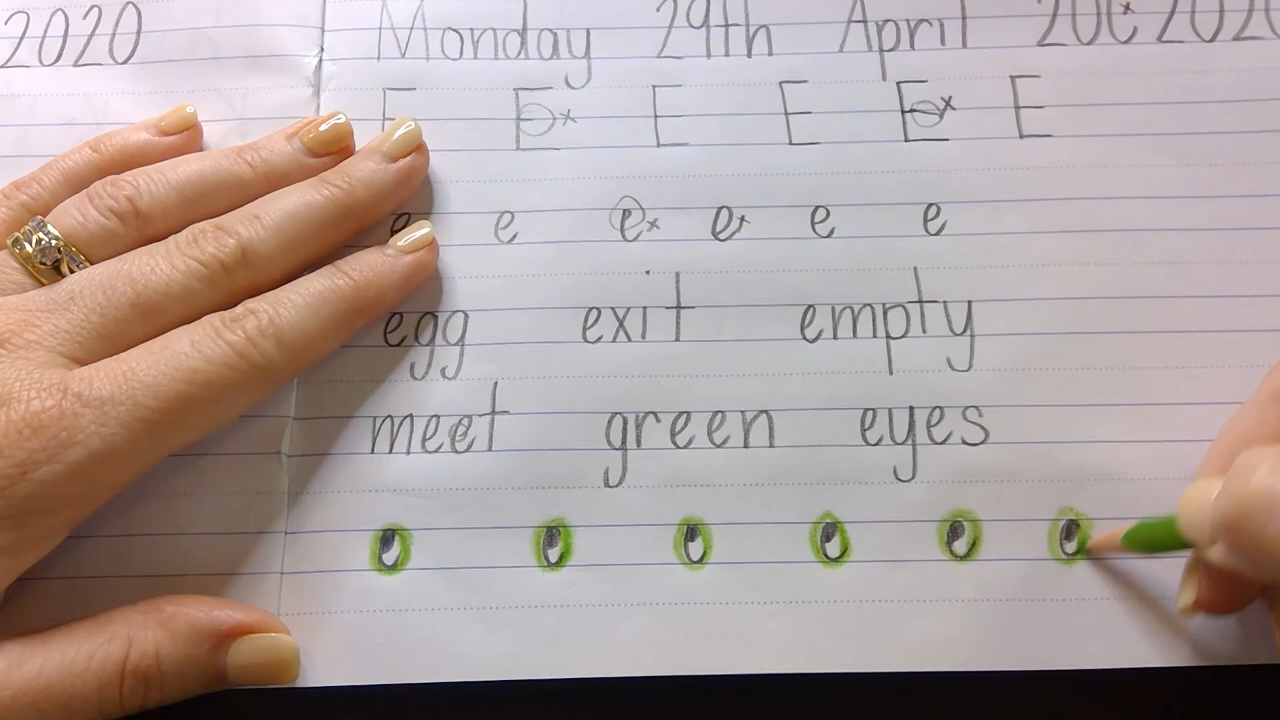 2020
Monday 29th April 2020
E E E E E E
e e e e e e
egg exit empty
meet green eyes
e e e e e e